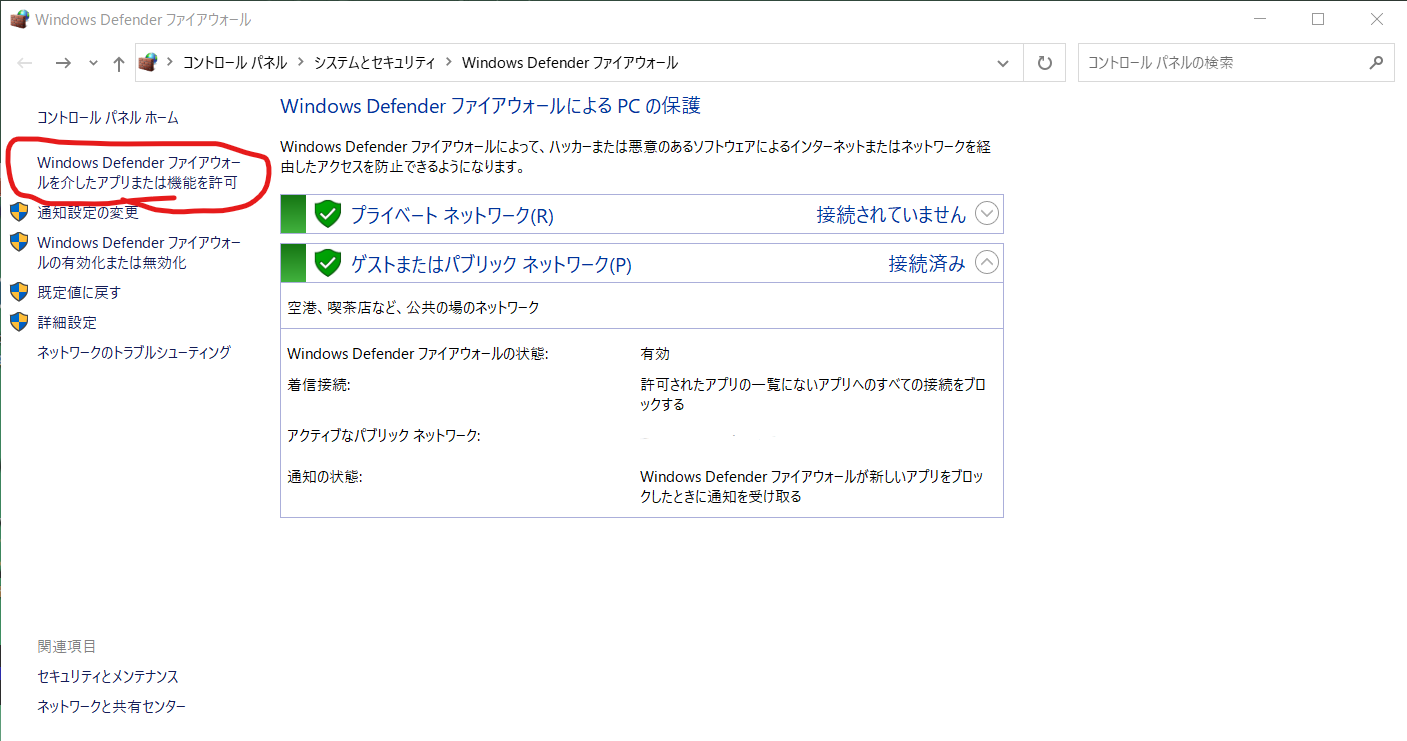 Windows Defender ファイアウォール
コントロール パネル
システムとセキュリティ
Windows Defender ファイアウォール
コントロール パネルの検索
コントロール パネル ホーム
Windows Defender ファイアウォー
ルを介したアプリまたは機能を許可
通知設定の変更
Windows Defender ファイアウォー
ルの有効化または無効化
既定値に戻す
詳細設定
ネットワークのトラブルシューティング
Windows Defender ファイアウォールによる PC の保護
Windows Defender ファイアウォールによって、ハッカーまたは悪意のあるソフトウェアによるインターネットまたはネットワークを経
由したアクセスを防止できるようになります。
プライベート ネットワーク(R) 接続されていません
ゲストまたはパブリック ネットワーク(P) 接続済み
空港、喫茶店など、公共の場のネットワーク
Windows Defender ファイアウォールの状態: 有効
着信接続: 許可されたアプリの一覧にないアプリへのすべての接続をブロ
ックする
アクティブなパブリック ネットワーク:
通知の状態: Windows Defender ファイアウォールが新しいアプリをブロッ
クしたときに通知を受け取る
関連項目
セキュリティとメンテナンス
ネットワークと共有センター